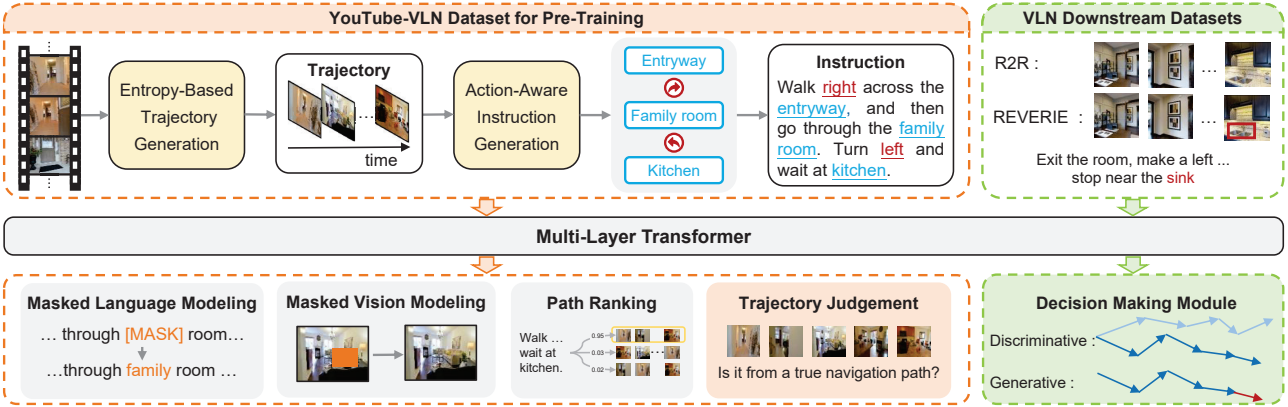 YouTube-VLN Dataset for Pre-Training
Entropy-Based
Trajectory
Generation
Trajectory
time
Action-Aware
Instruction
Generation
Entryway
Family room
Kitchen
Instruction
Walk right across the
entryway, and then
go through the family
room. Turn left and
wait at kitchen.
VLN Downstream Datasets
R2R :
...
REVERIE :
...
Exit the room, make a left ...
stop near the sink
Multi-Layer Transformer
Masked Language Modeling
... through [MASK] room...
...through family room ...
Masked Vision Modeling
Path Ranking
Walk ...
wait at
kitchen.
0.95
0.03
0.02
Trajectory Judgement
Is it from a true navigation path?
Decision Making Module
Discriminative :
Generative :